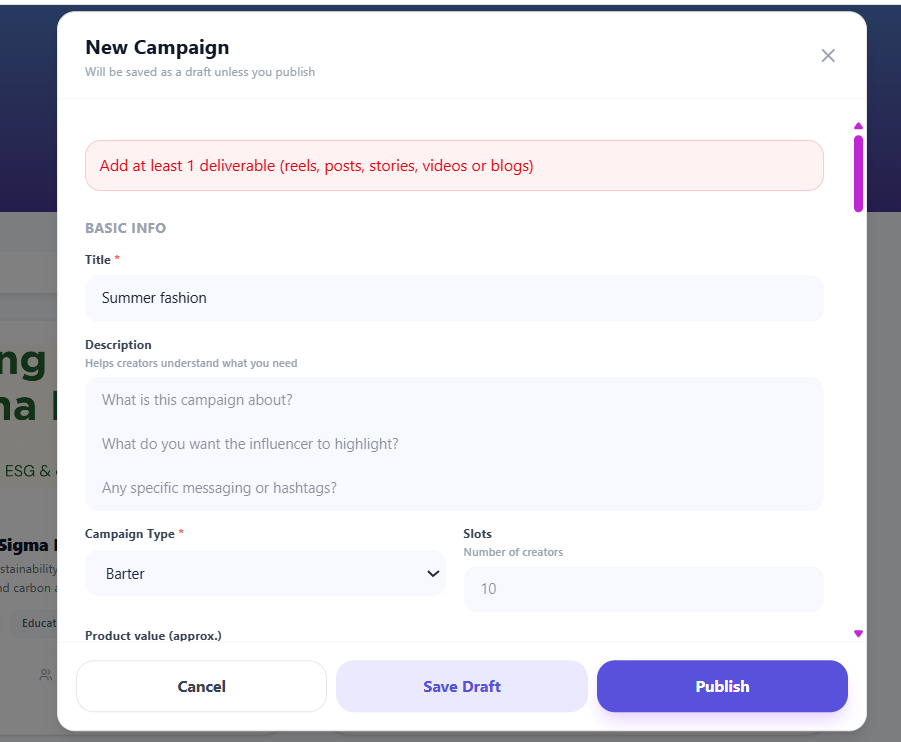 New Campaign
Will be saved as a draft unless you publish
Add at least 1 deliverable (reels, posts, stories, videos or blogs)
BASIC INFO
Title *
Summer fashion
Description
Helps creators understand what you need
What is this campaign about?
What do you want the influencer to highlight?
Any specific messaging or hashtags?
Campaign Type *
Barter
Slots
Number of creators
10
Product value (approx.)
Cancel
Save Draft
Publish
ng
na
ESG &
Sigma
stainability
nd carbon
Educat